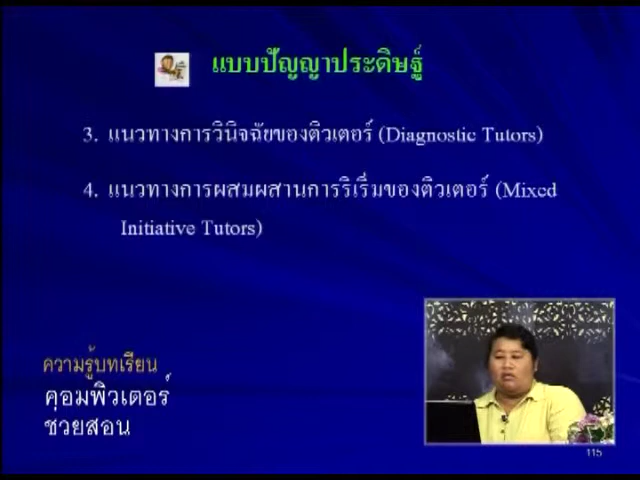 แบบปัญญาประดิษฐ์
3. แนวทางการวินิจฉัยของติวเตอร์ (Diagnostic Tutors)
4. แนวทางการผสมผสานการริเริ่มของติวเตอร์ (Mixed
Initiative Tutors)
ความรู้บทเรียน
คอมพิวเตอร์
ช่วยสอน
115